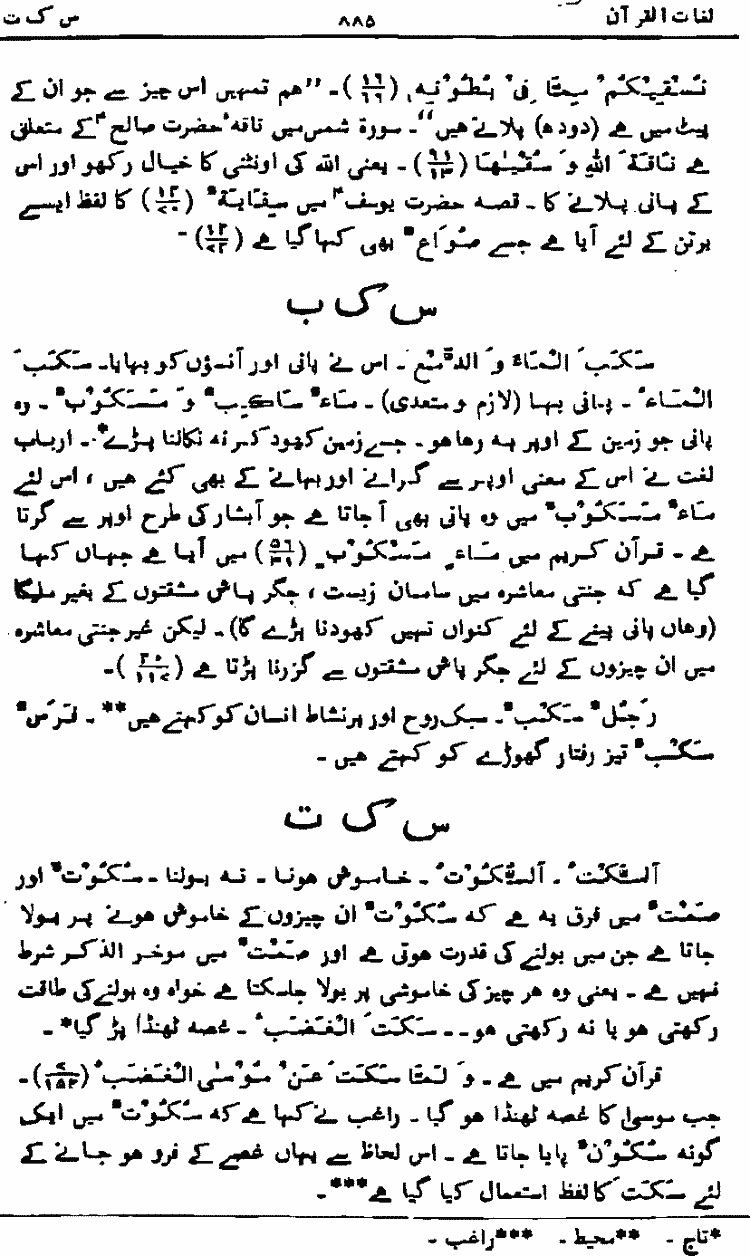 لغات القرآن ۸۸۵ س ک ت
نُسْقِيْكُمْ مِمَّا فِىْ بُطُوْنِهٖ (۱۶/۶۶)۔ ’’ہم تمہیں اس چیز سے جو ان کے
پیٹ میں ہے (دودھ) پلاتے ہیں‘‘۔ سورۃ شمس میں ناقہ ٴ حضرت صالح ؑ کے متعلق
ہے نَاقَةَ اللهِ وَ سُقْيٰهَا (۹۱/۱۳) ۔ یعنی اللہ کی اونٹنی کا خیال رکھو اور اس
کے پانی پلانے کا ۔ قصہ حضرت یوسف ؑ میں سِقَايَةٌ (۱۲/۷۰) کا لفظ ایسے
برتن کے لئے آیا ہے جسے صُوَاعٌ بھی کہا گیا ہے (۱۲/۷۲) ۔
س ک ب
سَكَبَ الْمَاءَ وَ الدَّمْعَ ۔ اس نے پانی اور آنسوؤں کو بہایا۔ سَكَبَ
الْمَاءُ ۔ پانی بہا (لازم و متعدی) ۔ مَاءٌ سَاكِبٌ وَ مَسْكُوْبٌ ۔ وہ
پانی جو زمین کے اوپر بہ رہا ہو ۔ جسے زمین کھود کر نہ نکالنا پڑے*۔ ارباب
لغت نے اس کے معنی اوپر سے گرانے اور بہانے کے بھی کئے ہیں ، اس لئے
مَاءٌ مَسْكُوْبٌ میں وہ پانی بھی آ جاتا ہے جو آبشار کی طرح اوپر سے گرتا
ہے ۔ قرآن کریم میں مَاءٍ مَسْكُوْبٍ (۵۶/۳۱) میں آیا ہے جہاں کہا
گیا ہے کہ جنتی معاشرہ میں سامان زیست ، جگر پاش مشقتوں کے بغیر ملیگا
(وہاں پانی پینے کے لئے کنواں نہیں کھودنا پڑے گا) ۔ لیکن غیر جنتی معاشرہ
میں ان چیزوں کے لئے جگر پاش مشقتوں سے گزرنا پڑتا ہے (۲۰/۱۱۷)۔
رَجُلٌ سَكْبٌ ۔ سبک روح اور پرنشاط انسان کو کہتے ہیں** ۔ فَرَسٌ
سَكْبٌ تیز رفتار گھوڑے کو کہتے ہیں ۔
س ک ت
اَلسَّكْتُ ۔ اَلسُّكُوْتُ ۔ خاموش ہونا ۔ نہ بولنا ۔ سُكُوْتٌ اور
صَمْتٌ میں فرق یہ ہے کہ سُكُوْتٌ ان چیزوں کے خاموش ہونے پر بولا
جاتا ہے جن میں بولنے کی قدرت ہوتی ہے اور صَمْتٌ میں موخر الذکر شرط
نہیں ہے ۔ یعنی وہ ہر چیز کی خاموشی پر بولا جاسکتا ہے خواہ وہ بولنے کی طاقت
رکھتی ہو یا نہ رکھتی ہو۔۔ سَكَتَ الْغَضَبُ ۔ غصہ ٹھنڈا پڑ گیا* ۔
قرآن کریم میں ہے ۔ وَ لَمَّا سَكَتَ عَنْ مُوْسٰى الْغَضَبُ (۷/۱۵۴) ۔
جب موسیٰ کا غصہ ٹھنڈا ہو گیا ۔ راغب نے کہا ہے کہ سُكُوْتٌ میں ایک
گونہ سُكُوْنٌ پایا جاتا ہے ۔ اس لحاظ سے یہاں غصے کے فرو ہو جانے کے
لئے سَكَتَ کا لفظ استعمال کیا گیا ہے*** ۔
*تاج ۔ **محیط ۔ ***راغب ۔